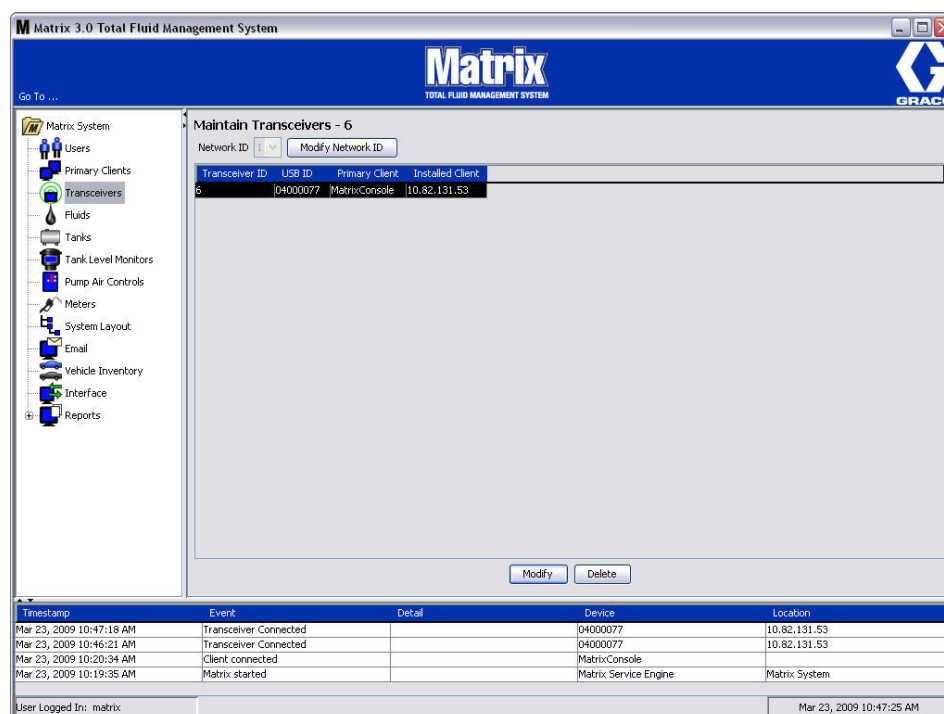 Matrix 3.0 Total Fluid Management System
Matrix
TOTAL FLUID MANAGEMENT SYSTEM
Go To ...
GRACO
Matrix System
Users
Primary Clients
Transceivers
Fluids
Tanks
Tank Level Monitors
Pump Air Controls
Meters
System Layout
Email
Vehicle Inventory
Interface
Reports
Maintain Transceivers - 6
Network ID 1 Modify Network ID
Transceiver ID USB ID Primary Client Installed Client
6 04000077 MatrixConsole 10.82.131.53
Modify Delete
Timestamp Event Detail Device Location
Mar 23, 2009 10:47:18 AM Transceiver Connected 04000077 10.82.131.53
Mar 23, 2009 10:46:21 AM Transceiver Connected 04000077 10.82.131.53
Mar 23, 2009 10:20:34 AM Client connected MatrixConsole
Mar 23, 2009 10:19:35 AM Matrix started Matrix Service Engine Matrix System
User Logged In: matrix Mar 23, 2009 10:47:25 AM